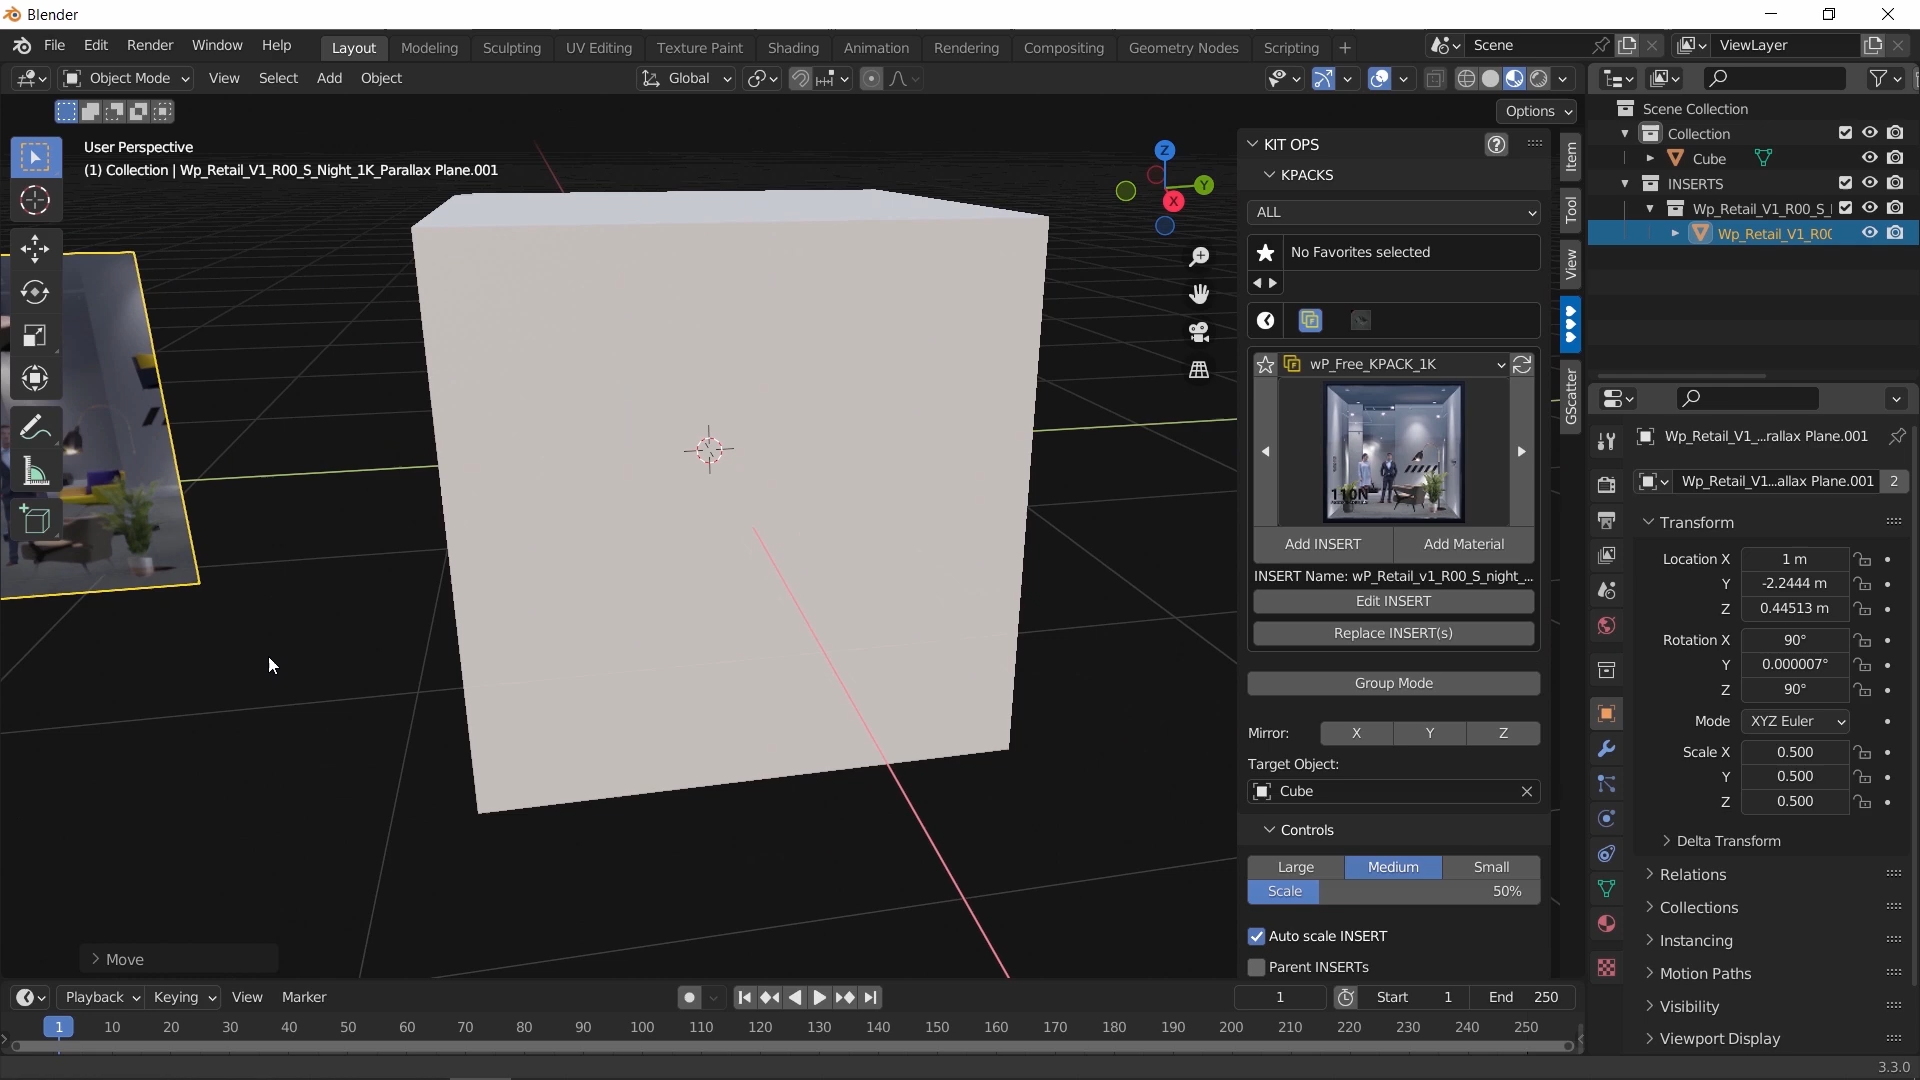 Blender
File Edit Render Window Help
Layout Modeling Sculpting UV Editing Texture Paint Shading Animation Rendering Compositing Geometry Nodes Scripting +
Scene
ViewLayer
Object Mode View Select Add Object
Global
Options
User Perspective
(1) Collection | Wp_Retail_V1_R00_S_Night_1K_Parallax Plane.001
Z
Y
X
KIT OPS
KPACKS
ALL
No Favorites selected
wP_Free_KPACK_1K
110N
Add INSERT Add Material
INSERT Name: wP_Retail_v1_R00_S_night_...
Edit INSERT
Replace INSERT(s)
Group Mode
Mirror: X Y Z
Target Object:
Cube
Controls
Large Medium Small
Scale 50%
Auto scale INSERT
Parent INSERTs
Item
Tool
View
GScatter
Scene Collection
Collection
Cube
INSERTS
Wp_Retail_V1_R00_S_
Wp_Retail_V1_R0
Wp_Retail_V1_...rallax Plane.001
Wp_Retail_V1...allax Plane.001 2
Transform
Location X 1 m
Y -2.2444 m
Z 0.44513 m
Rotation X 90°
Y 0.000007°
Z 90°
Mode XYZ Euler
Scale X 0.500
Y 0.500
Z 0.500
Delta Transform
Relations
Collections
Instancing
Motion Paths
Visibility
Viewport Display
Move
Playback Keying View Marker
1 Start 1 End 250
1 10 20 30 40 50 60 70 80 90 100 110 120 130 140 150 160 170 180 190 200 210 220 230 240 250
3.3.0